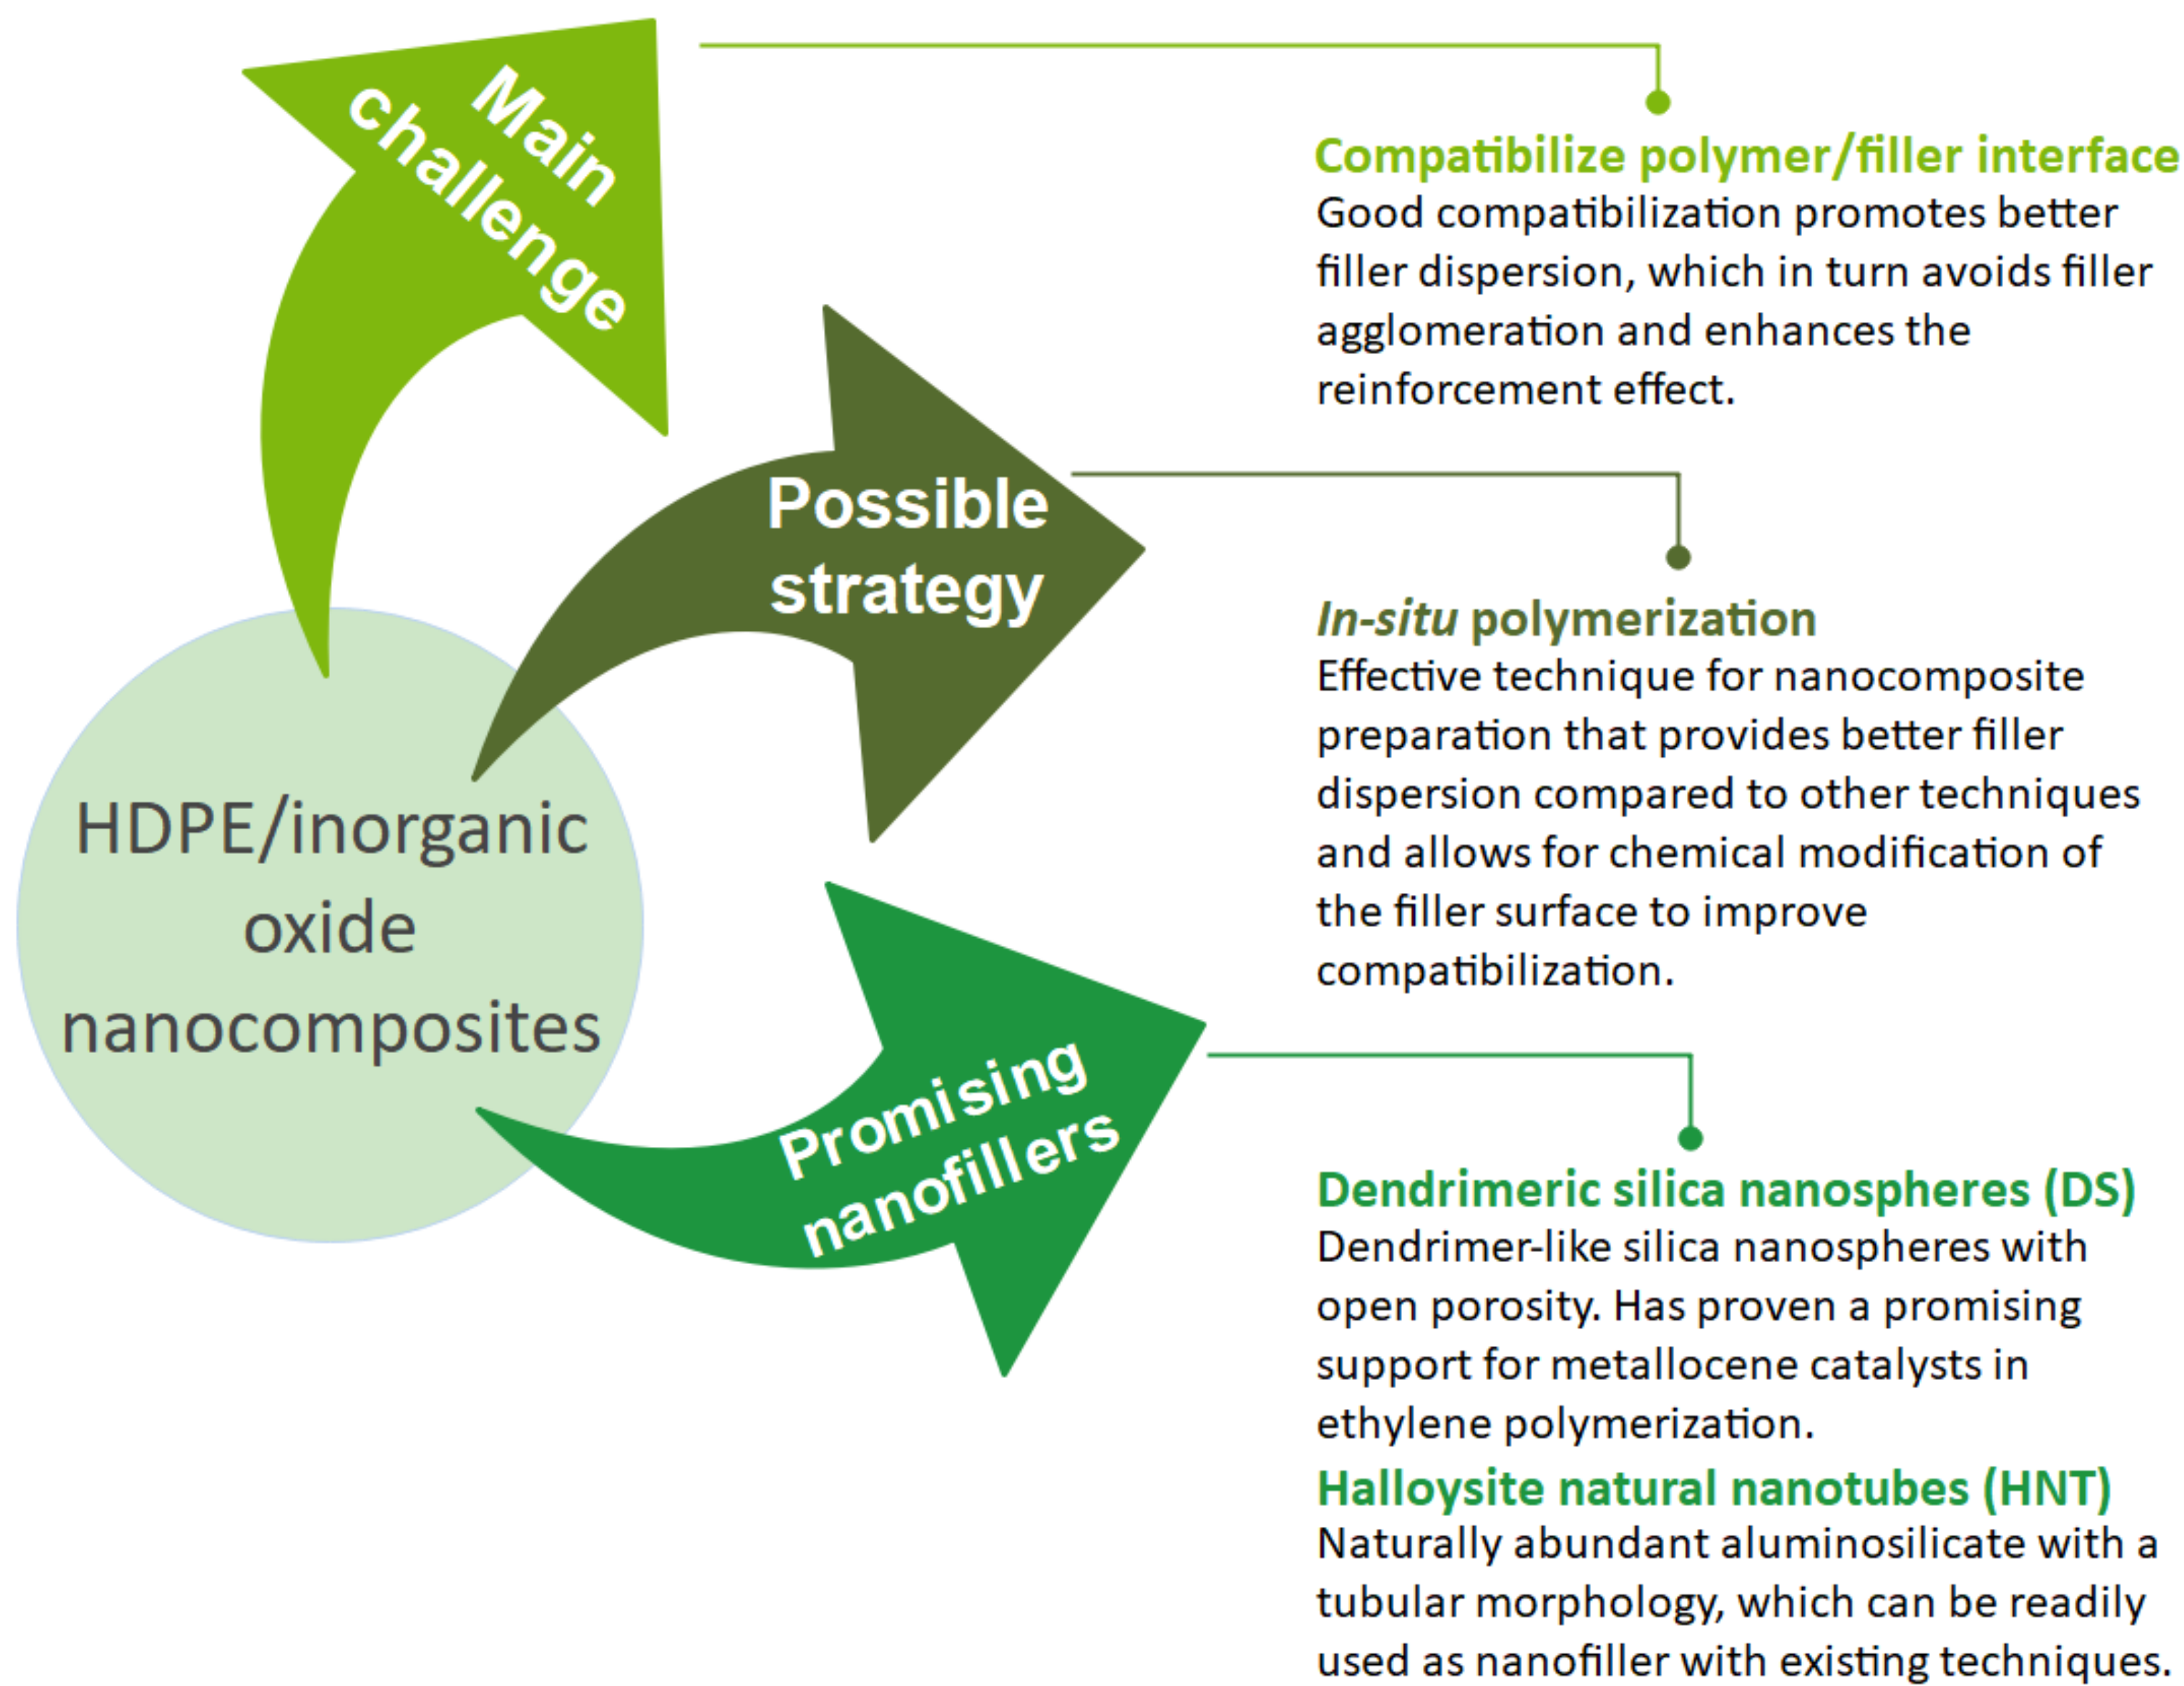 Main
challenge
Compatibilize polymer/filler interface
Good compatibilization promotes better
filler dispersion, which in turn avoids filler
agglomeration and enhances the
reinforcement effect.
Possible
strategy
In-situ polymerization
Effective technique for nanocomposite
preparation that provides better filler
dispersion compared to other techniques
and allows for chemical modification of
the filler surface to improve
compatibilization.
HDPE/inorganic
oxide
nanocomposites
Promising
nanofillers
Dendrimeric silica nanospheres (DS)
Dendrimer-like silica nanospheres with
open porosity. Has proven a promising
support for metallocene catalysts in
ethylene polymerization.
Halloysite natural nanotubes (HNT)
Naturally abundant aluminosilicate with a
tubular morphology, which can be readily
used as nanofiller with existing techniques.